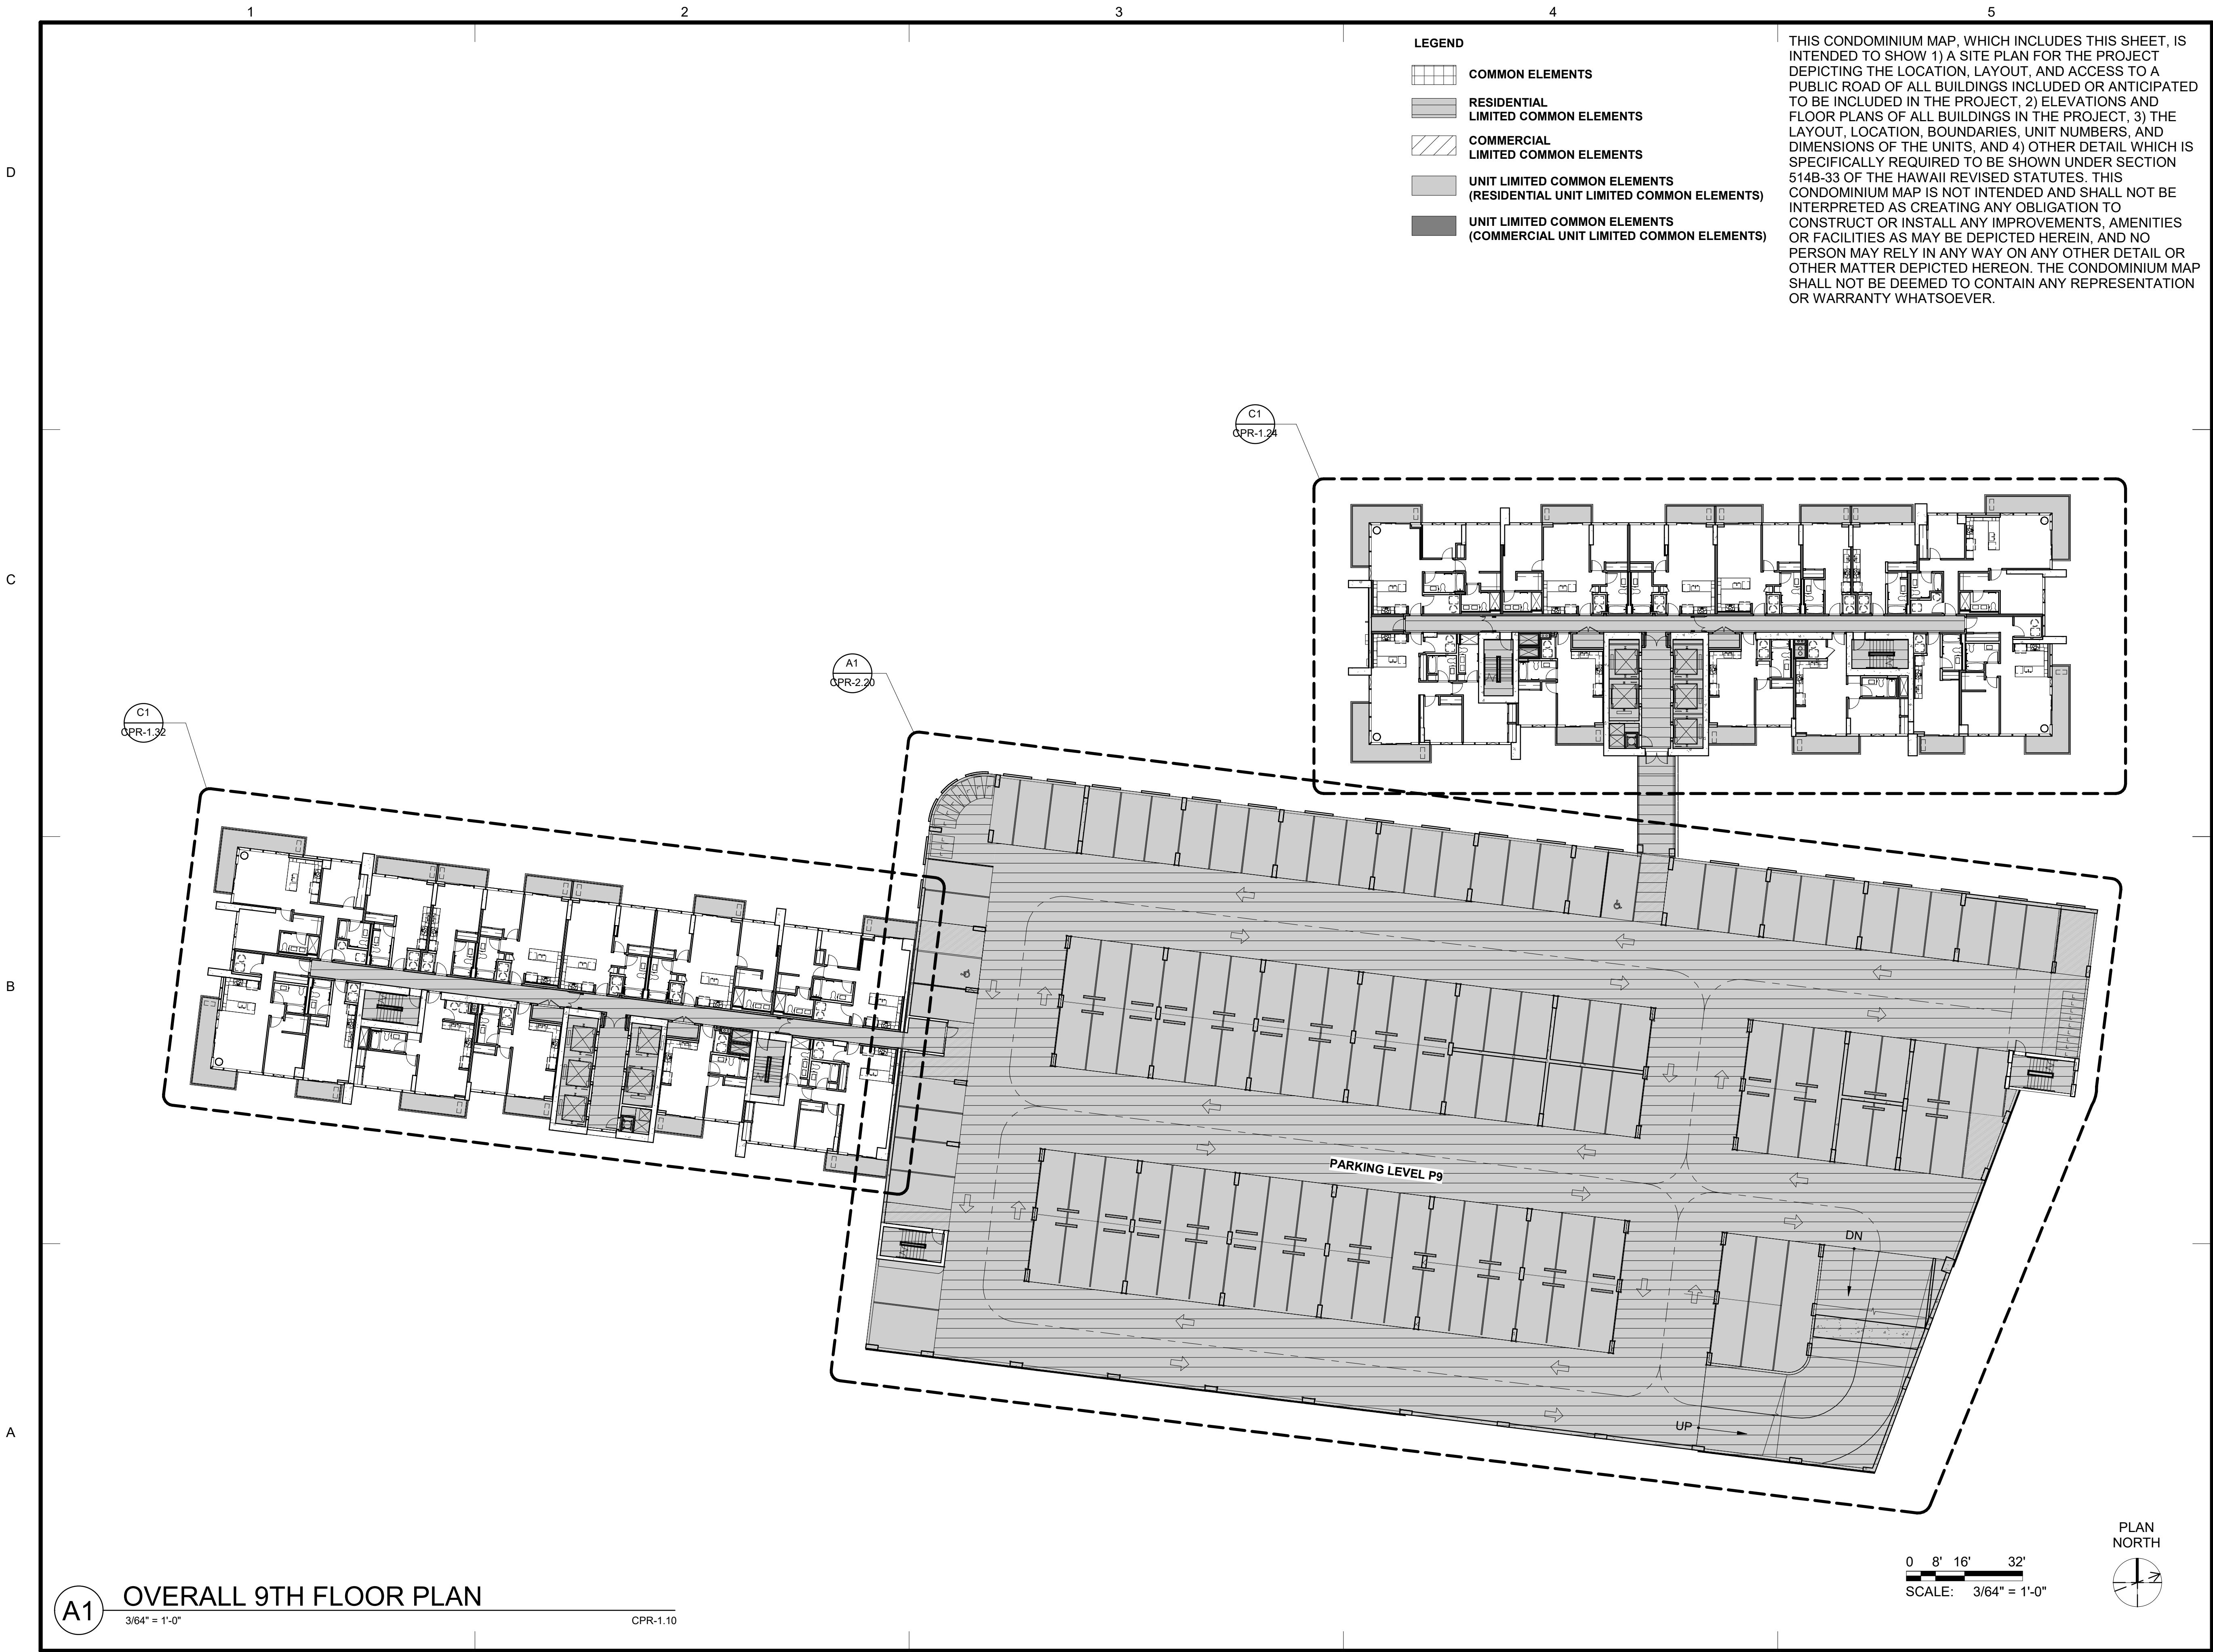 1 2 3 4 5
LEGEND
COMMON ELEMENTS
RESIDENTIAL
LIMITED COMMON ELEMENTS
COMMERCIAL
LIMITED COMMON ELEMENTS
UNIT LIMITED COMMON ELEMENTS
(RESIDENTIAL UNIT LIMITED COMMON ELEMENTS)
UNIT LIMITED COMMON ELEMENTS
(COMMERCIAL UNIT LIMITED COMMON ELEMENTS)
THIS CONDOMINIUM MAP, WHICH INCLUDES THIS SHEET, IS
INTENDED TO SHOW 1) A SITE PLAN FOR THE PROJECT
DEPICTING THE LOCATION, LAYOUT, AND ACCESS TO A
PUBLIC ROAD OF ALL BUILDINGS INCLUDED OR ANTICIPATED
TO BE INCLUDED IN THE PROJECT, 2) ELEVATIONS AND
FLOOR PLANS OF ALL BUILDINGS IN THE PROJECT, 3) THE
LAYOUT, LOCATION, BOUNDARIES, UNIT NUMBERS, AND
DIMENSIONS OF THE UNITS, AND 4) OTHER DETAIL WHICH IS
SPECIFICALLY REQUIRED TO BE SHOWN UNDER SECTION
514B-33 OF THE HAWAII REVISED STATUTES. THIS
CONDOMINIUM MAP IS NOT INTENDED AND SHALL NOT BE
INTERPRETED AS CREATING ANY OBLIGATION TO
CONSTRUCT OR INSTALL ANY IMPROVEMENTS, AMENITIES
OR FACILITIES AS MAY BE DEPICTED HEREIN, AND NO
PERSON MAY RELY IN ANY WAY ON ANY OTHER DETAIL OR
OTHER MATTER DEPICTED HEREON. THE CONDOMINIUM MAP
SHALL NOT BE DEEMED TO CONTAIN ANY REPRESENTATION
OR WARRANTY WHATSOEVER.
D
C1
CPR-1.24
C
A1
CPR-2.20
C1
CPR-1.32
B
PARKING LEVEL P9
DN
UP
A
PLAN
NORTH
0 8' 16' 32'
SCALE: 3/64" = 1'-0"
A1
OVERALL 9TH FLOOR PLAN
3/64" = 1'-0"
CPR-1.10